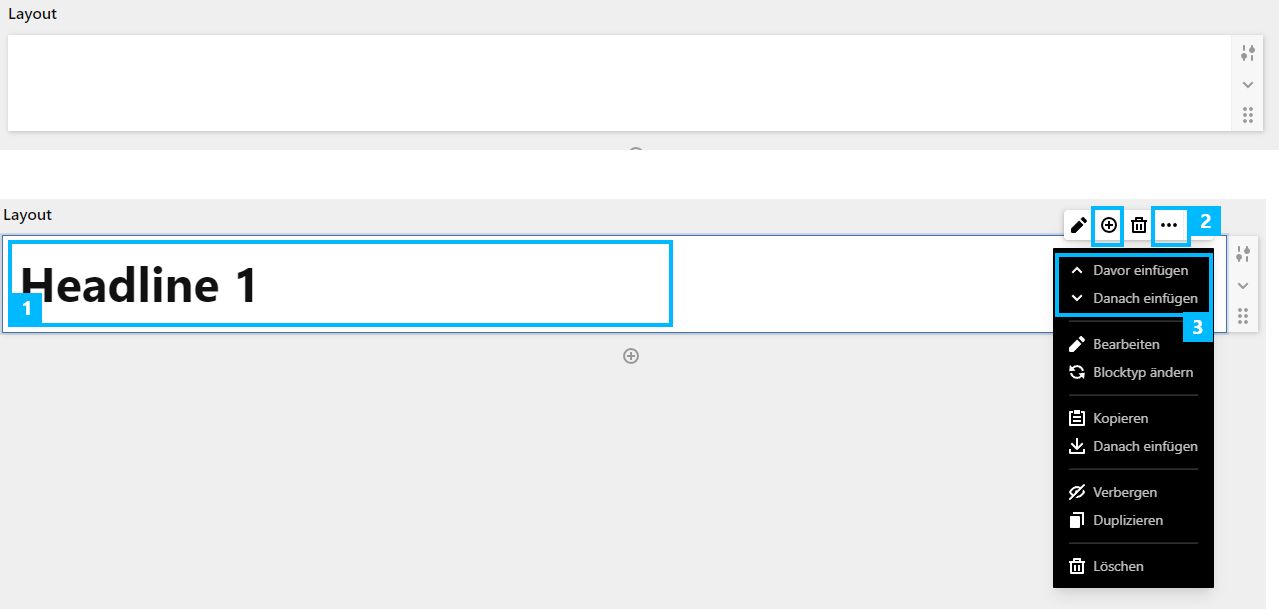 Layout
Layout
2
Headline 1
1
Davor einfügen
Danach einfügen
3
Bearbeiten
Blocktyp ändern
Kopieren
Danach einfügen
Verbergen
Duplizieren
Löschen